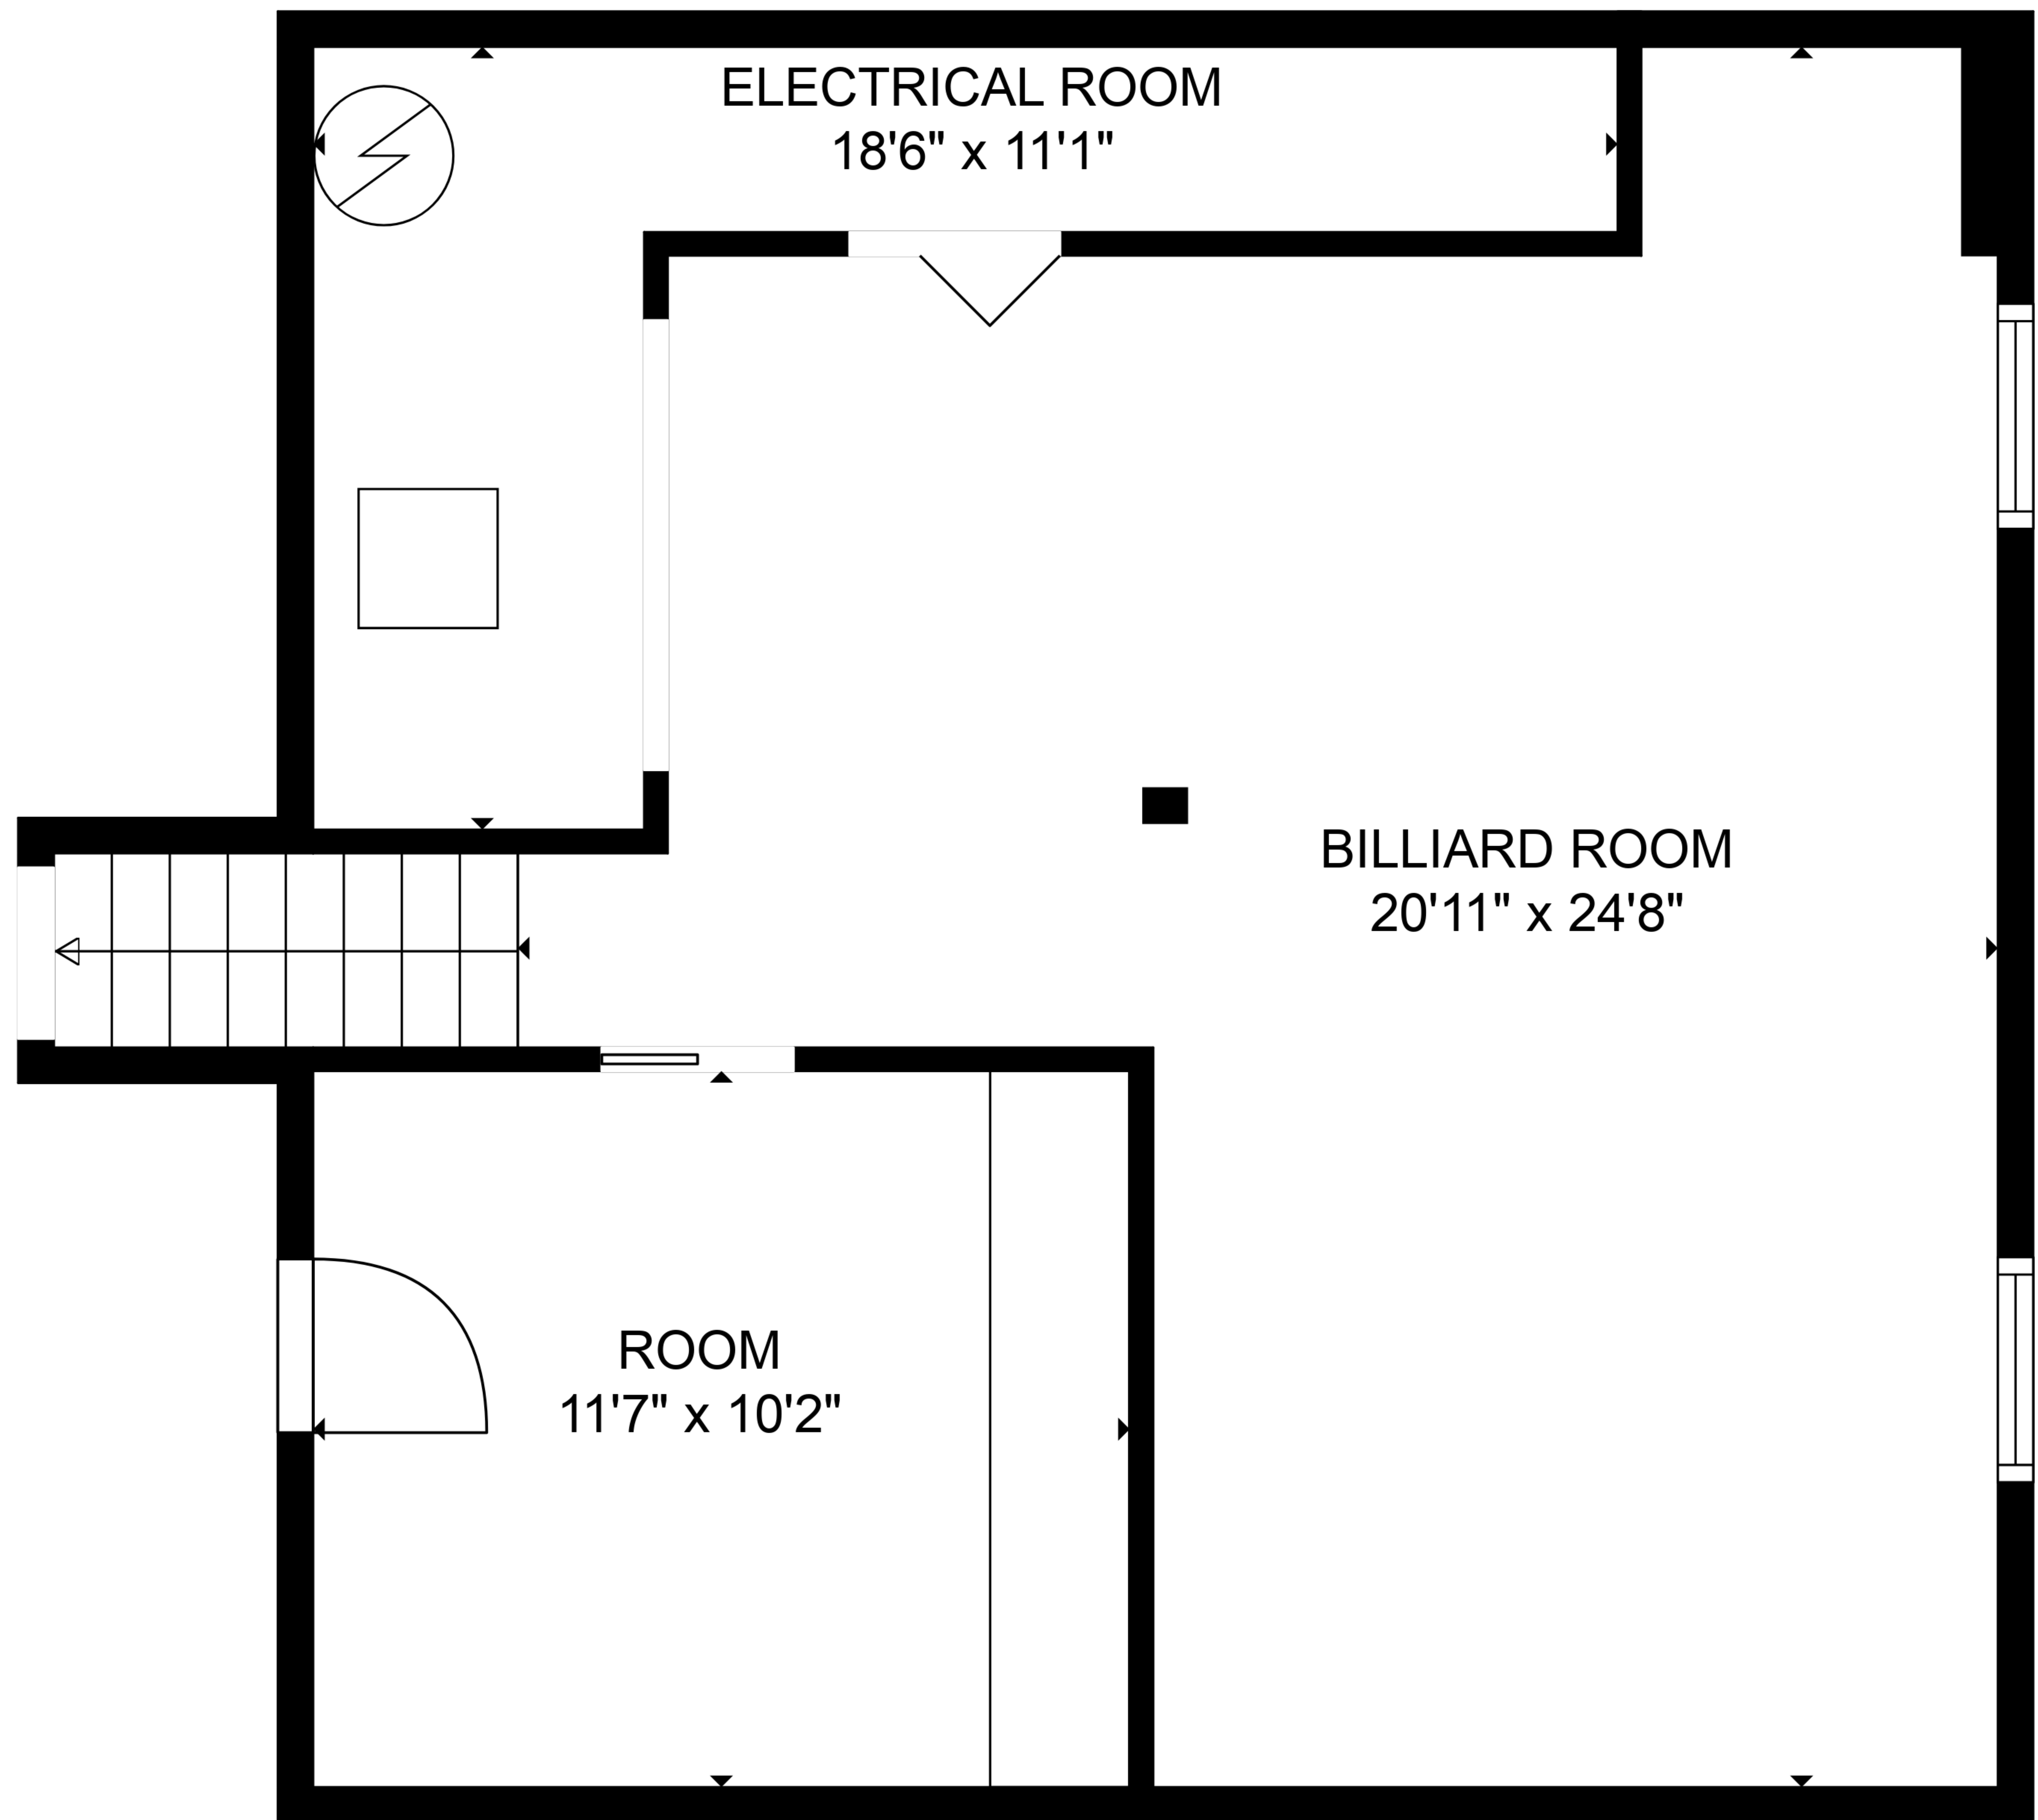 ELECTRICAL ROOM
18'6" x 11'1"
BILLIARD ROOM
20'11" x 24'8"
ROOM
11'7" x 10'2"